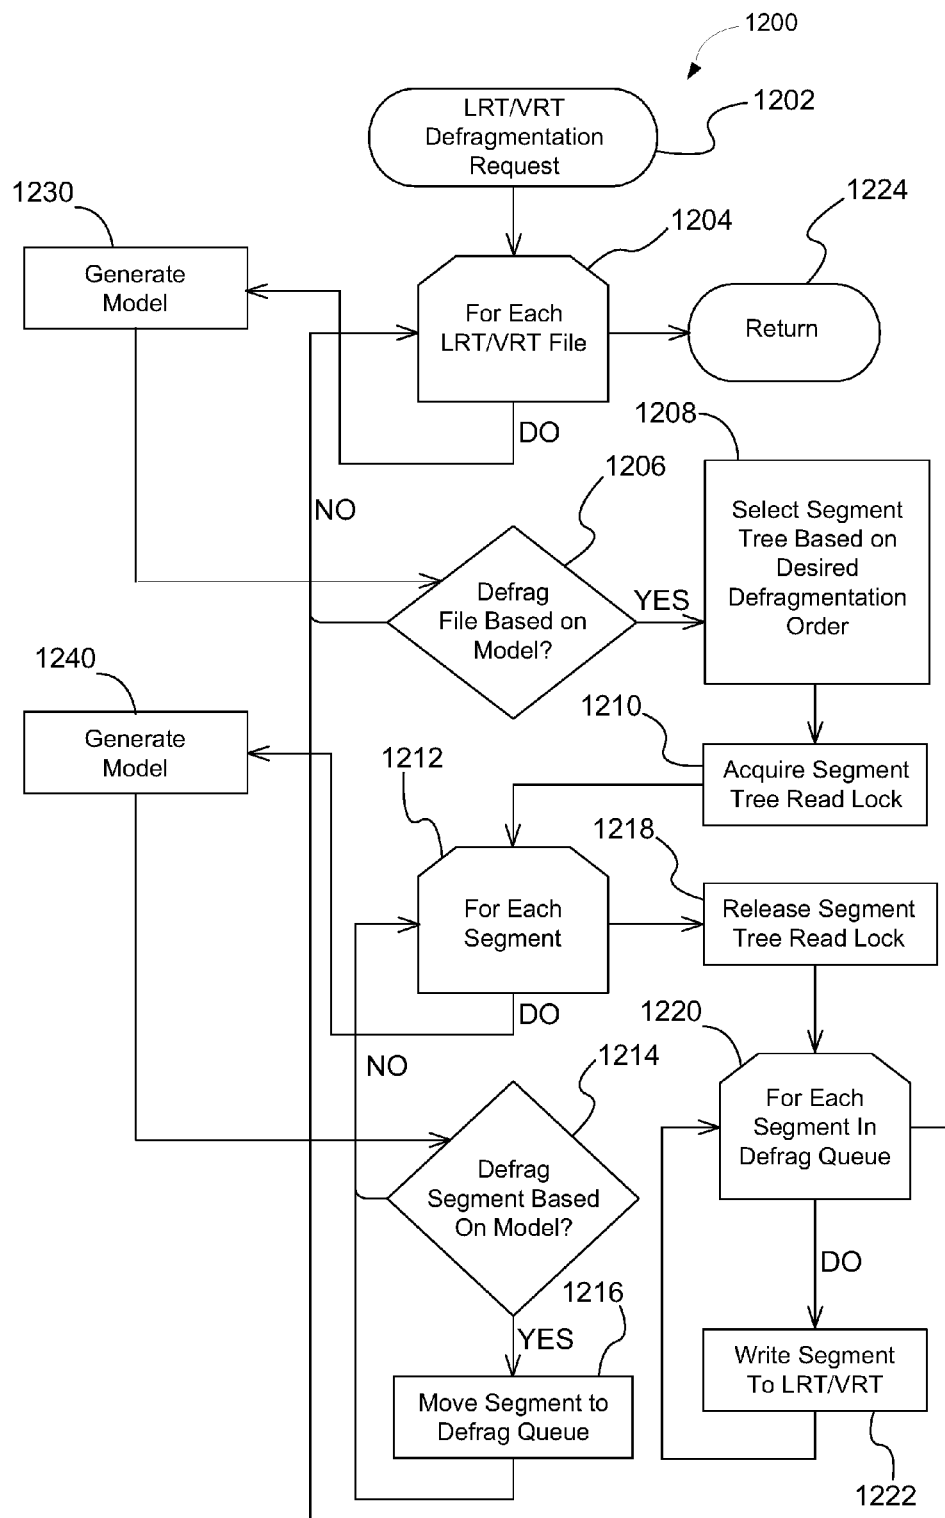 1200
LRT/VRT
Defragmentation
Request
1202
1230
Generate
Model
1204
For Each
LRT/VRT File
1224
Return
DO
1208
Select Segment
Tree Based on
Desired
Defragmentation
Order
1206
NO
Defrag
File Based on
Model?
YES
1240
Generate
Model
1210
Acquire Segment
Tree Read Lock
1212
For Each
Segment
1218
Release Segment
Tree Read Lock
DO
1220
For Each
Segment In
Defrag Queue
NO
1214
Defrag
Segment Based
On Model?
DO
YES
1216
Move Segment to
Defrag Queue
Write Segment
To LRT/VRT
1222